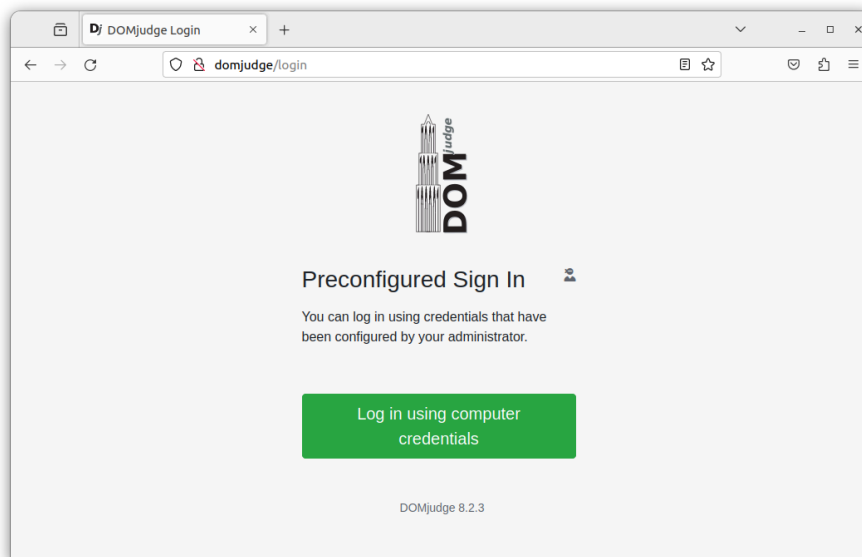 Dj DOMjudge Login
domjudge/login
DOMjudge
Preconfigured Sign In
You can log in using credentials that have
been configured by your administrator.
Log in using computer
credentials
DOMjudge 8.2.3